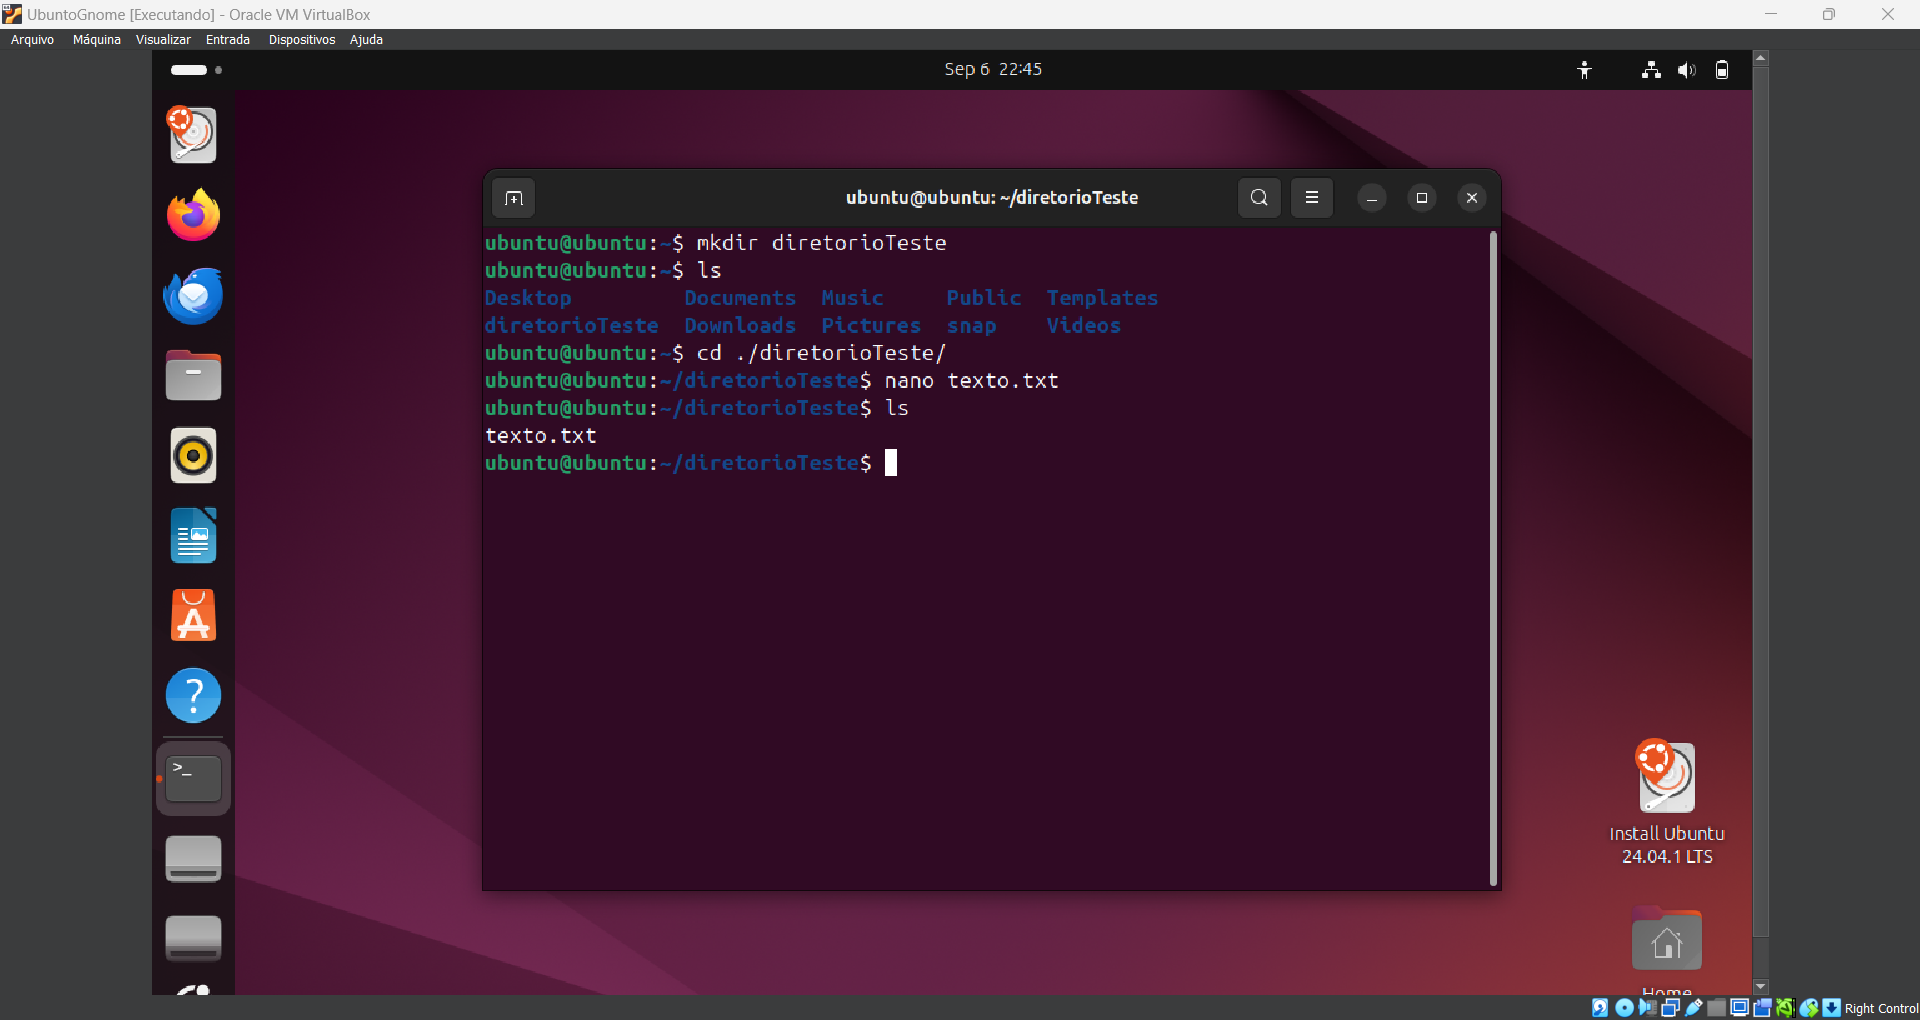 UbuntoGnome [Executando] - Oracle VM VirtualBox
Arquivo Máquina Visualizar Entrada Dispositivos Ajuda
Sep 6 22:45
ubuntu@ubuntu: ~/diretorioTeste
ubuntu@ubuntu:~$ mkdir diretorioTeste
ubuntu@ubuntu:~$ ls
Desktop Documents Music Public Templates
diretorioTeste Downloads Pictures snap Videos
ubuntu@ubuntu:~$ cd ./diretorioTeste/
ubuntu@ubuntu:~/diretorioTeste$ nano texto.txt
ubuntu@ubuntu:~/diretorioTeste$ ls
texto.txt
ubuntu@ubuntu:~/diretorioTeste$
Install Ubuntu
24.04.1 LTS
Home
Right Control